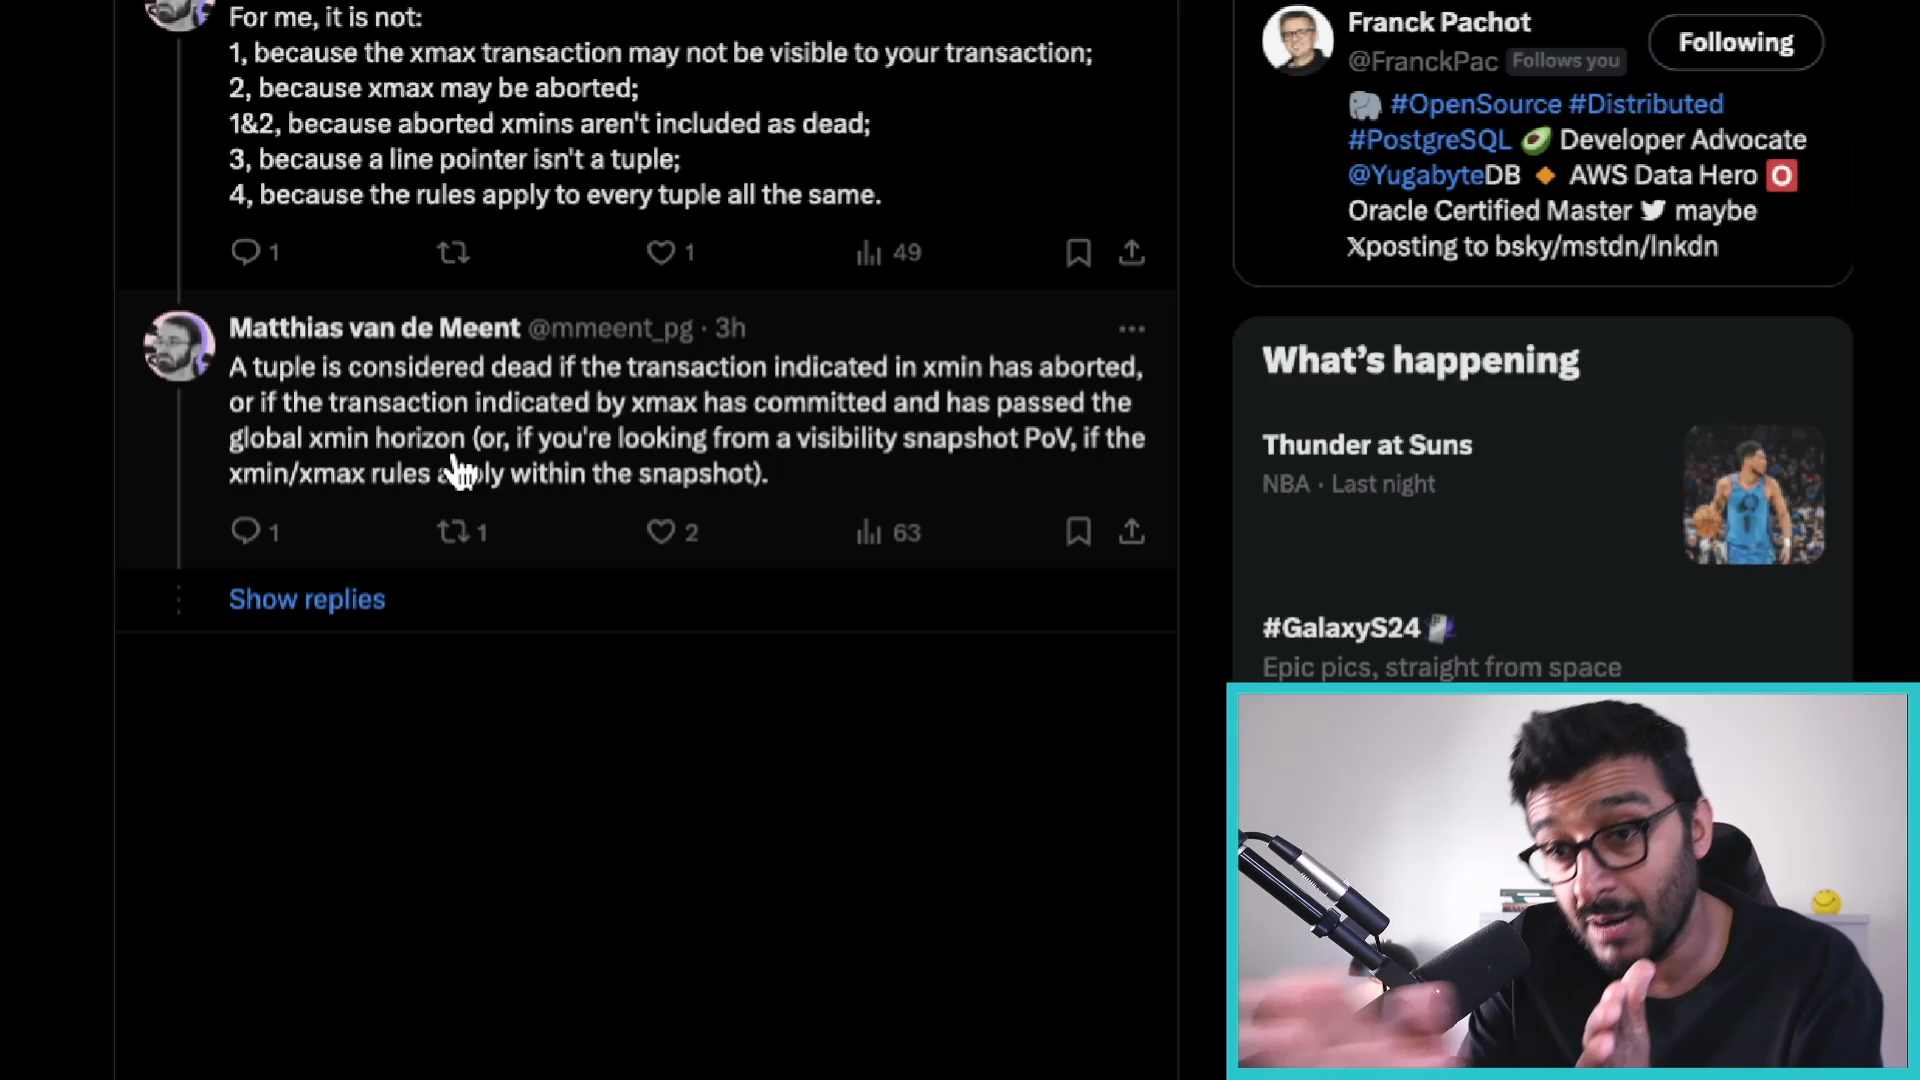 For me, it is not:
1, because the xmax transaction may not be visible to your transaction;
2, because xmax may be aborted;
1&2, because aborted xmins aren't included as dead;
3, because a line pointer isn't a tuple;
4, because the rules apply to every tuple all the same.
1 1 49
Matthias van de Meent @mmeent_pg · 3h
A tuple is considered dead if the transaction indicated in xmin has aborted,
or if the transaction indicated by xmax has committed and has passed the
global xmin horizon (or, if you're looking from a visibility snapshot PoV, if the
xmin/xmax rules apply within the snapshot).
1 1 2 63
Show replies
Franck Pachot
@FranckPac Follows you
Following
#OpenSource #Distributed
#PostgreSQL 🥑 Developer Advocate
@YugabyteDB 🔸 AWS Data Hero 🅾
Oracle Certified Master maybe
𝕏posting to bsky/mstdn/lnkdn
What's happening
Thunder at Suns
NBA · Last night
#GalaxyS24
Epic pics, straight from space